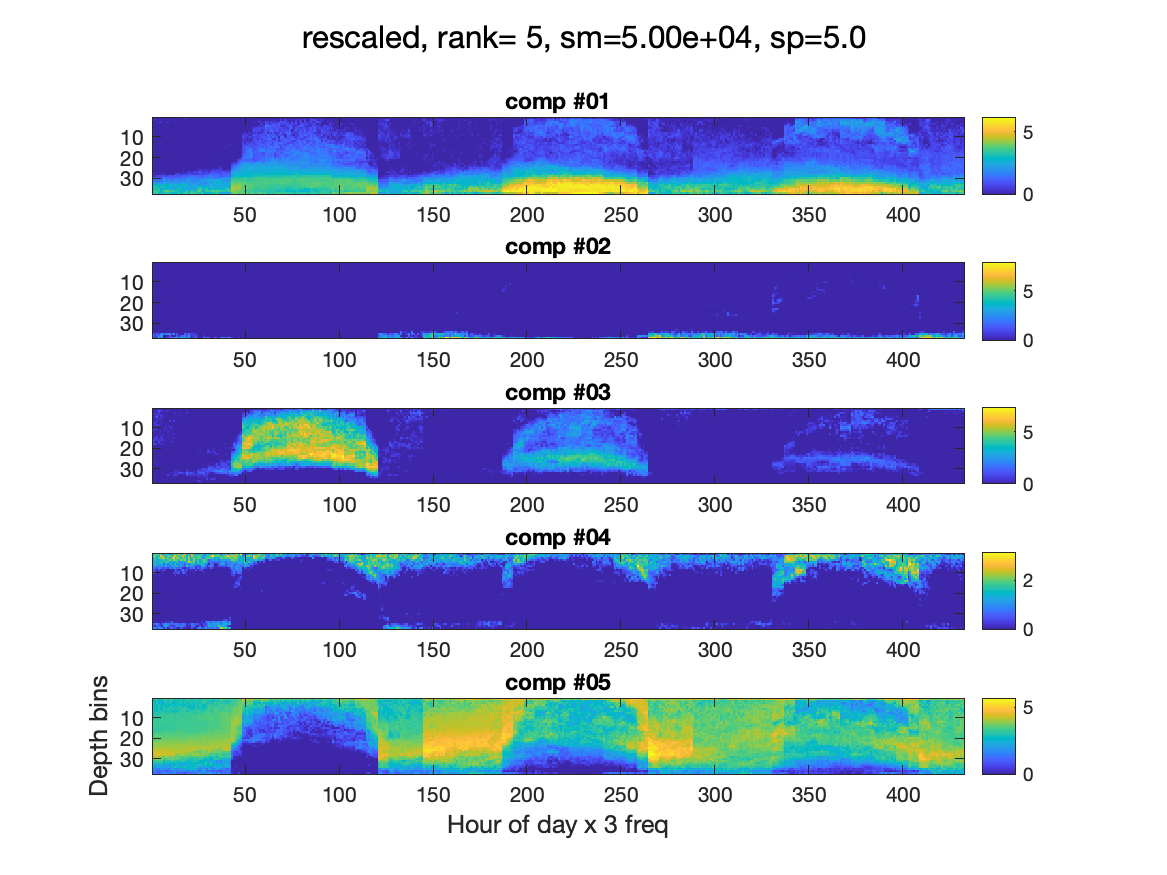 rescaled, rank= 5, sm=5.00e+04, sp=5.0
comp #01
10
20
30
50 100 150 200 250 300 350 400
5
0
comp #02
10
20
30
50 100 150 200 250 300 350 400
5
0
comp #03
10
20
30
50 100 150 200 250 300 350 400
5
0
comp #04
10
20
30
50 100 150 200 250 300 350 400
2
0
comp #05
Depth bins
10
20
30
50 100 150 200 250 300 350 400
5
0
Hour of day x 3 freq